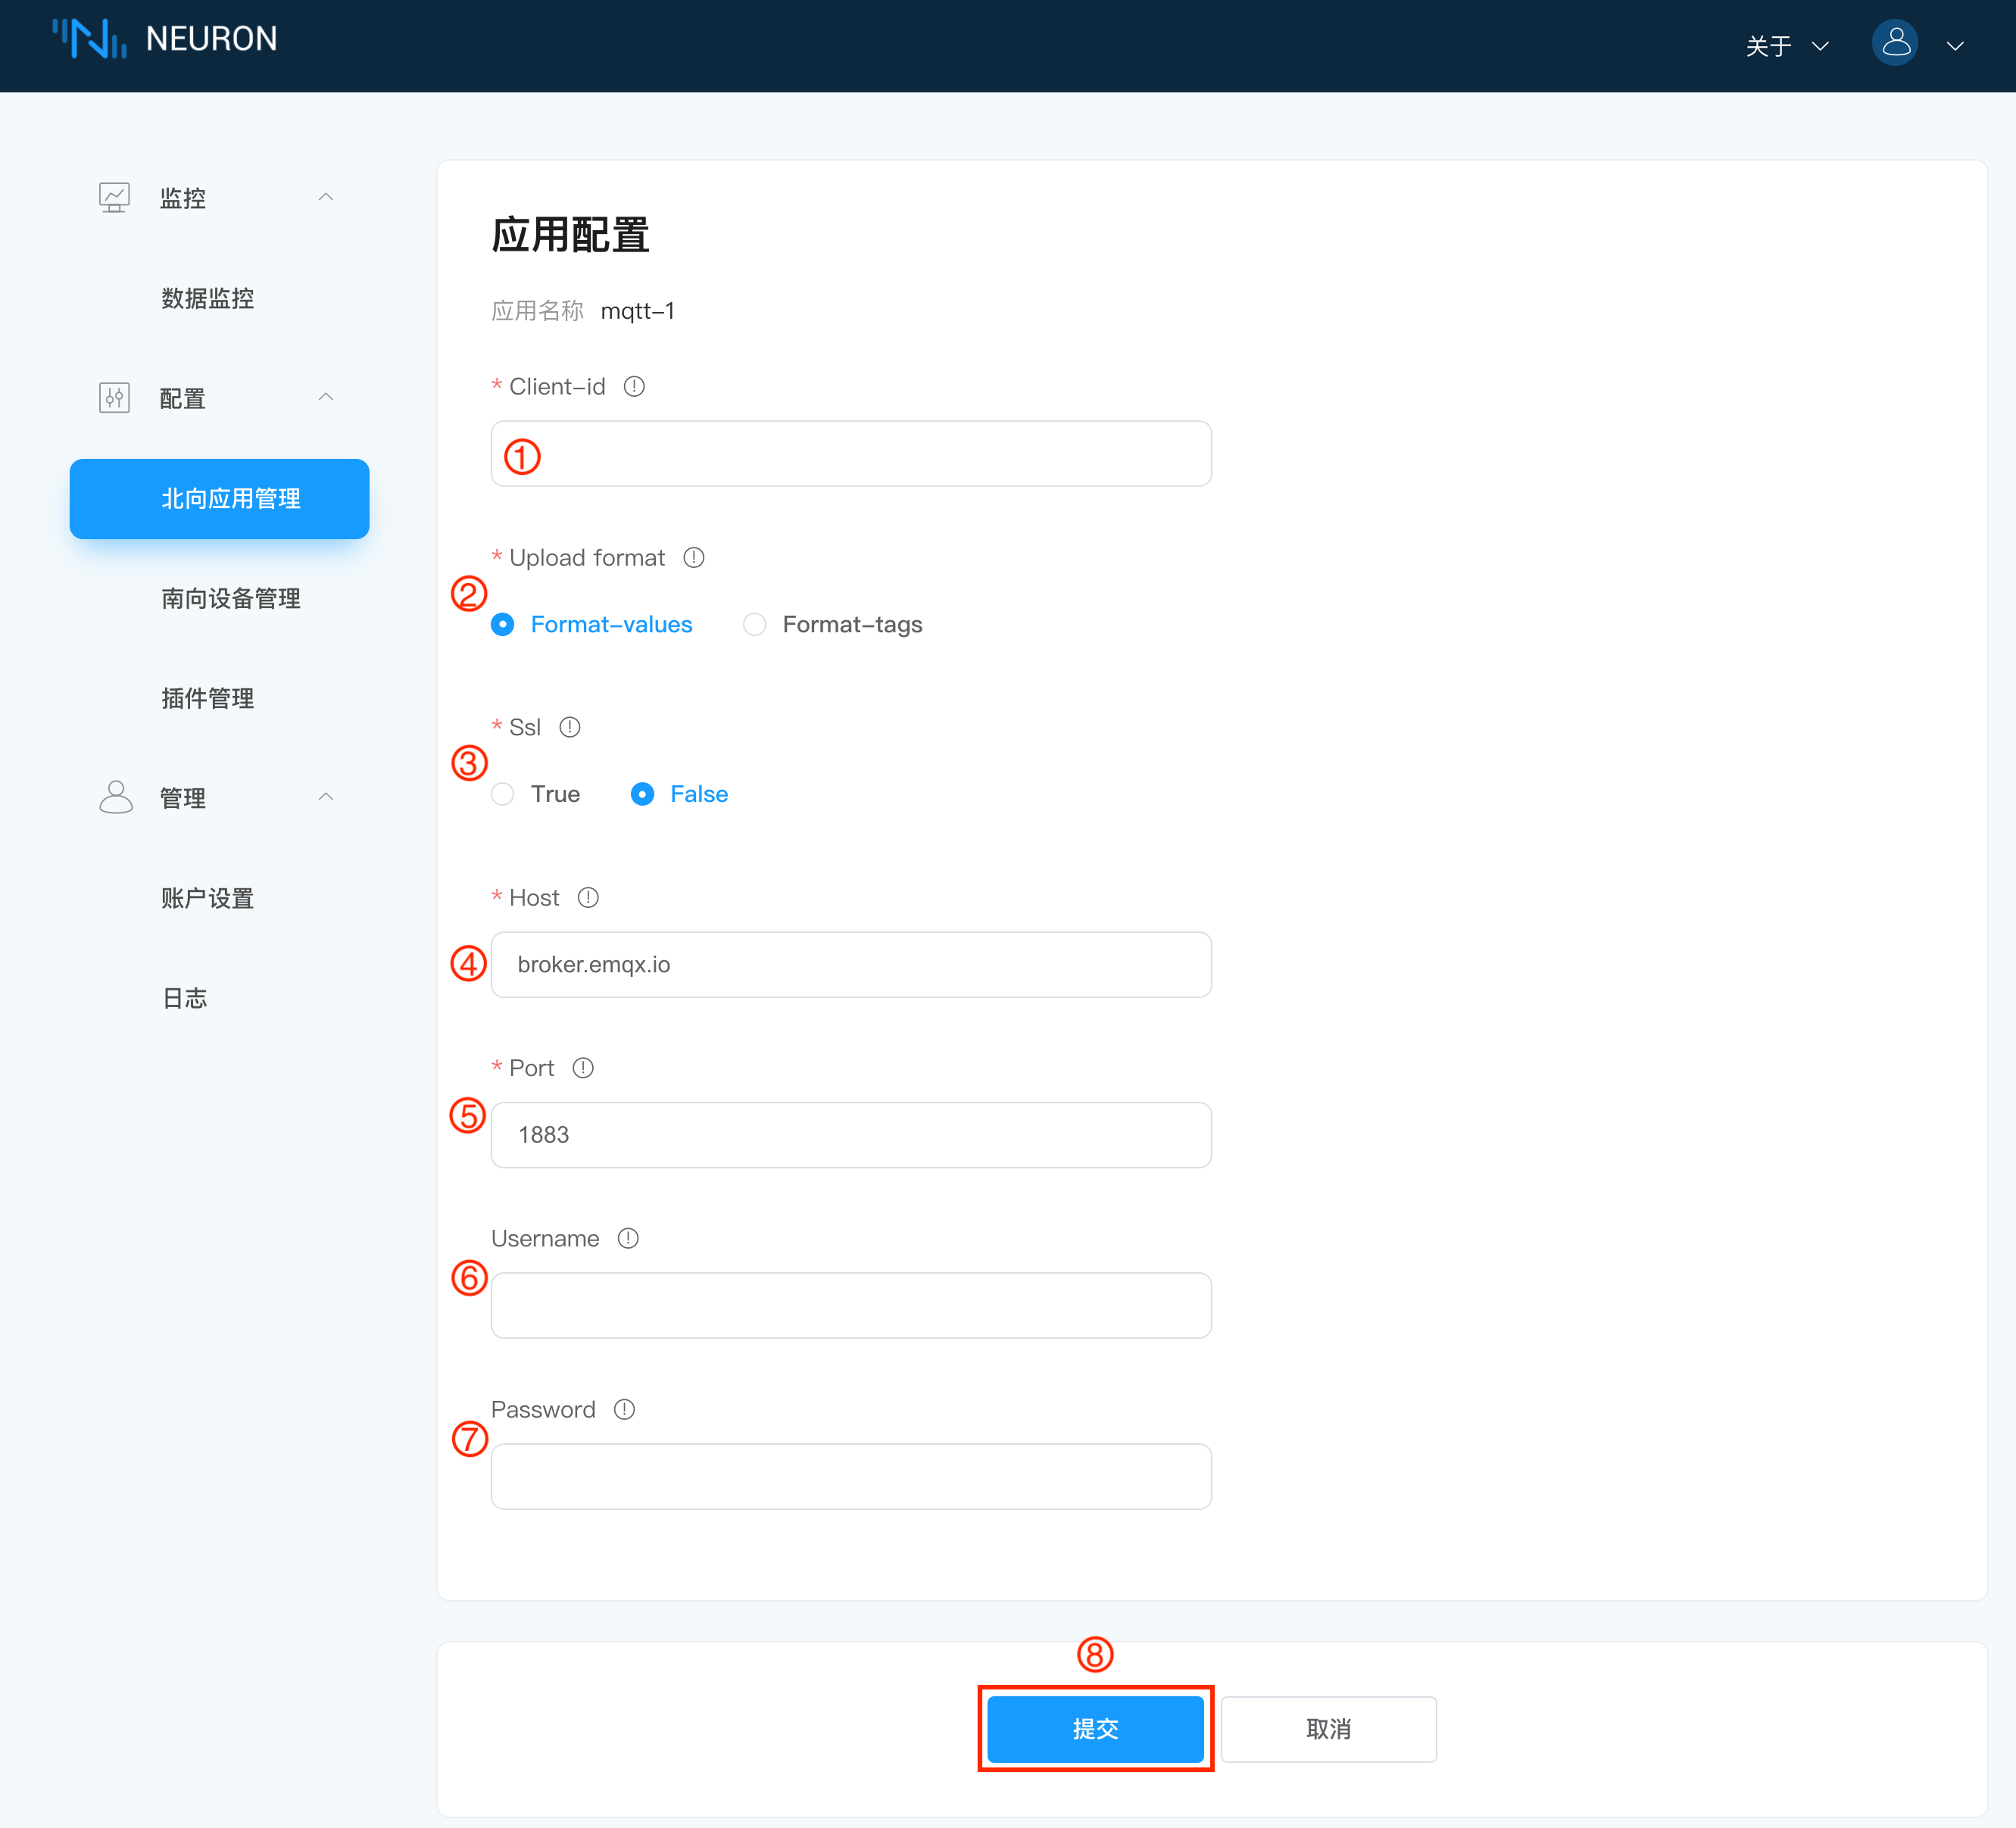 NEURON
关于
监控
数据监控
配置
北向应用管理
南向设备管理
插件管理
管理
账户设置
日志
应用配置
应用名称 mqtt-1
* Client-id
①
* Upload format
②
Format-values Format-tags
* Ssl
③
True False
* Host
④ broker.emqx.io
* Port
⑤ 1883
Username
⑥
Password
⑦
⑧
提交 取消